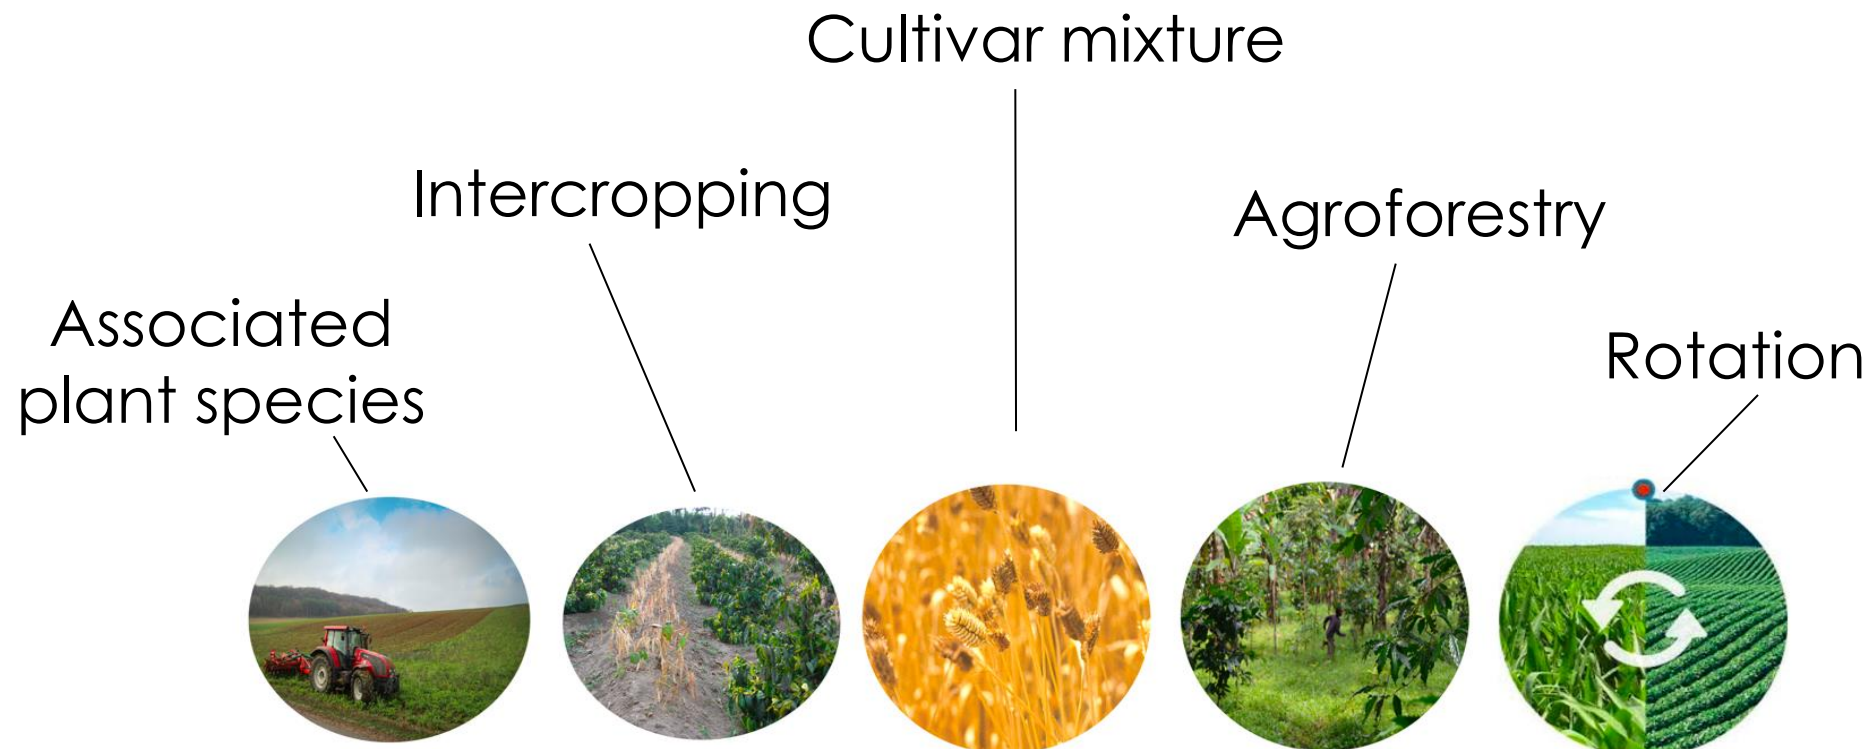 Cultivar mixture
Intercropping
Agroforestry
Associated
plant species
Rotation